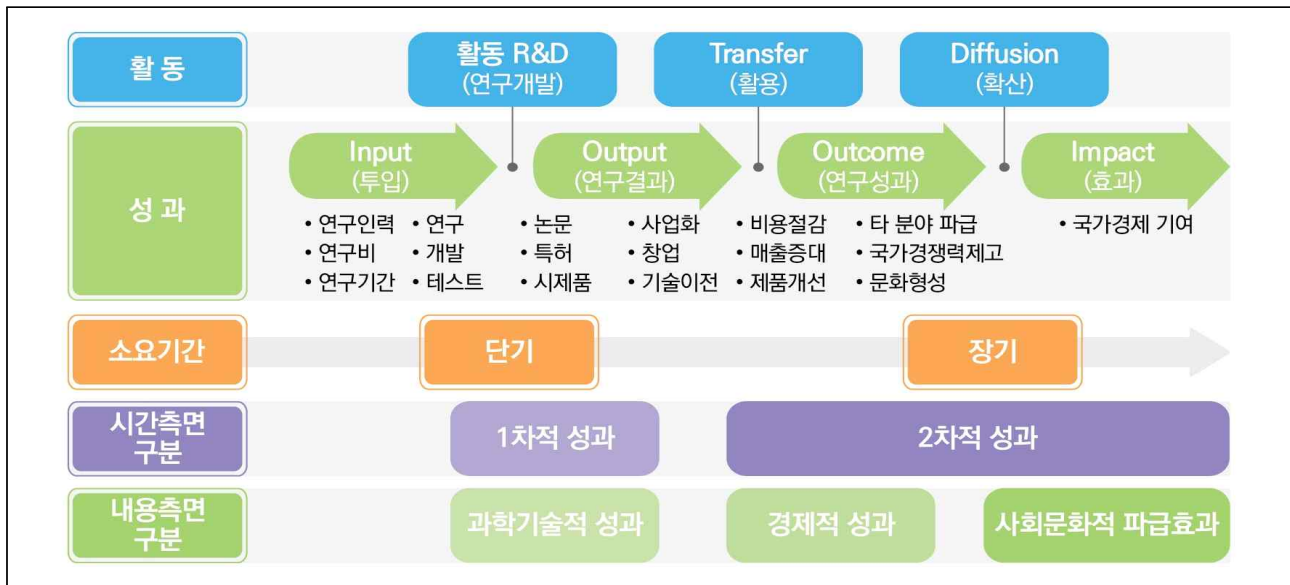 활 동
활동 R&D
(연구개발)
Transfer
(활용)
Diffusion
(확산)
성 과
Input
(투입)
Output
(연구결과)
Outcome
(연구성과)
Impact
(효과)
• 연구인력
• 연구비
• 연구기간
• 연구
• 개발
• 테스트
• 논문
• 특허
• 시제품
• 사업화
• 창업
• 기술이전
• 비용절감
• 매출증대
• 제품개선
• 타 분야 파급
• 국가경쟁력제고
• 문화형성
• 국가경제 기여
소요기간
단기
장기
시간측면
구분
1차적 성과
2차적 성과
내용측면
구분
과학기술적 성과
경제적 성과
사회문화적 파급효과